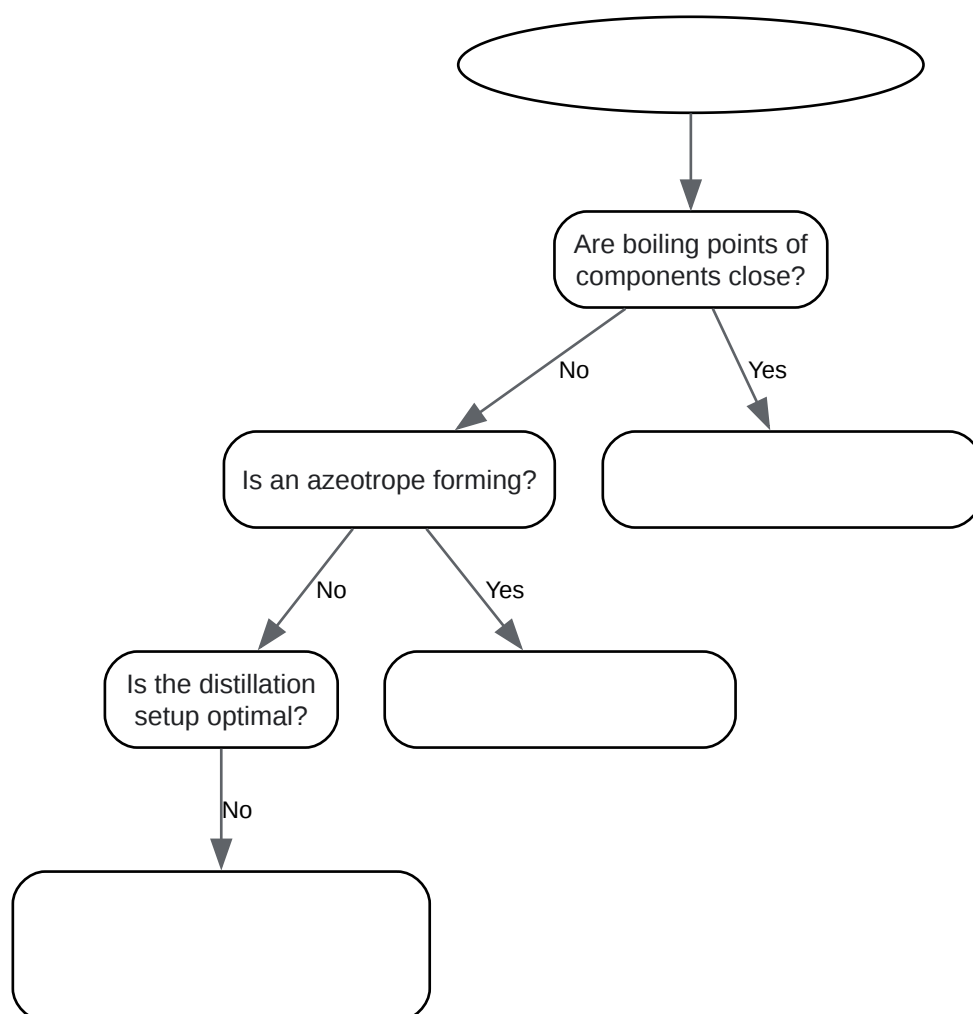 Are boiling points of
components close?
No
Yes
Is an azeotrope forming?
No
Yes
Is the distillation
setup optimal?
No